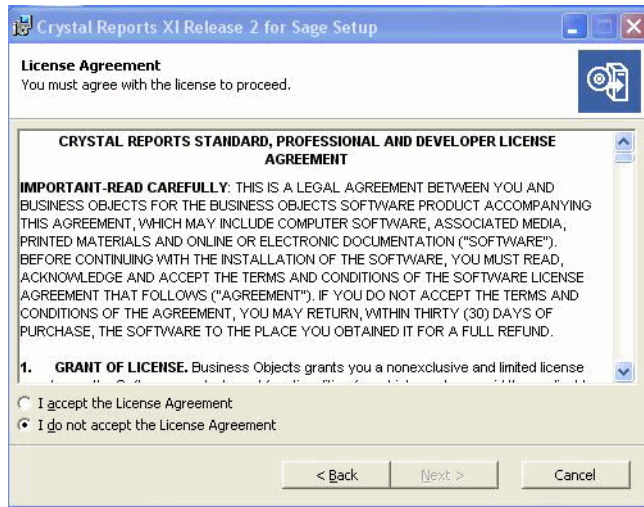 Crystal Reports XI Release 2 for Sage Setup
License Agreement
You must agree with the license to proceed.
CRYSTAL REPORTS STANDARD, PROFESSIONAL AND DEVELOPER LICENSE
AGREEMENT
IMPORTANT-READ CAREFULLY: THIS IS A LEGAL AGREEMENT BETWEEN YOU AND
BUSINESS OBJECTS FOR THE BUSINESS OBJECTS SOFTWARE PRODUCT ACCOMPANYING
THIS AGREEMENT, WHICH MAY INCLUDE COMPUTER SOFTWARE, ASSOCIATED MEDIA,
PRINTED MATERIALS AND ONLINE OR ELECTRONIC DOCUMENTATION ("SOFTWARE").
BEFORE CONTINUING WITH THE INSTALLATION OF THE SOFTWARE, YOU MUST READ,
ACKNOWLEDGE AND ACCEPT THE TERMS AND CONDITIONS OF THE SOFTWARE LICENSE
AGREEMENT THAT FOLLOWS ("AGREEMENT"). IF YOU DO NOT ACCEPT THE TERMS AND
CONDITIONS OF THE AGREEMENT, YOU MAY RETURN, WITHIN THIRTY (30) DAYS OF
PURCHASE, THE SOFTWARE TO THE PLACE YOU OBTAINED IT FOR A FULL REFUND.
1. GRANT OF LICENSE. Business Objects grants you a nonexclusive and limited license
I accept the License Agreement
I do not accept the License Agreement
< Back
Next >
Cancel